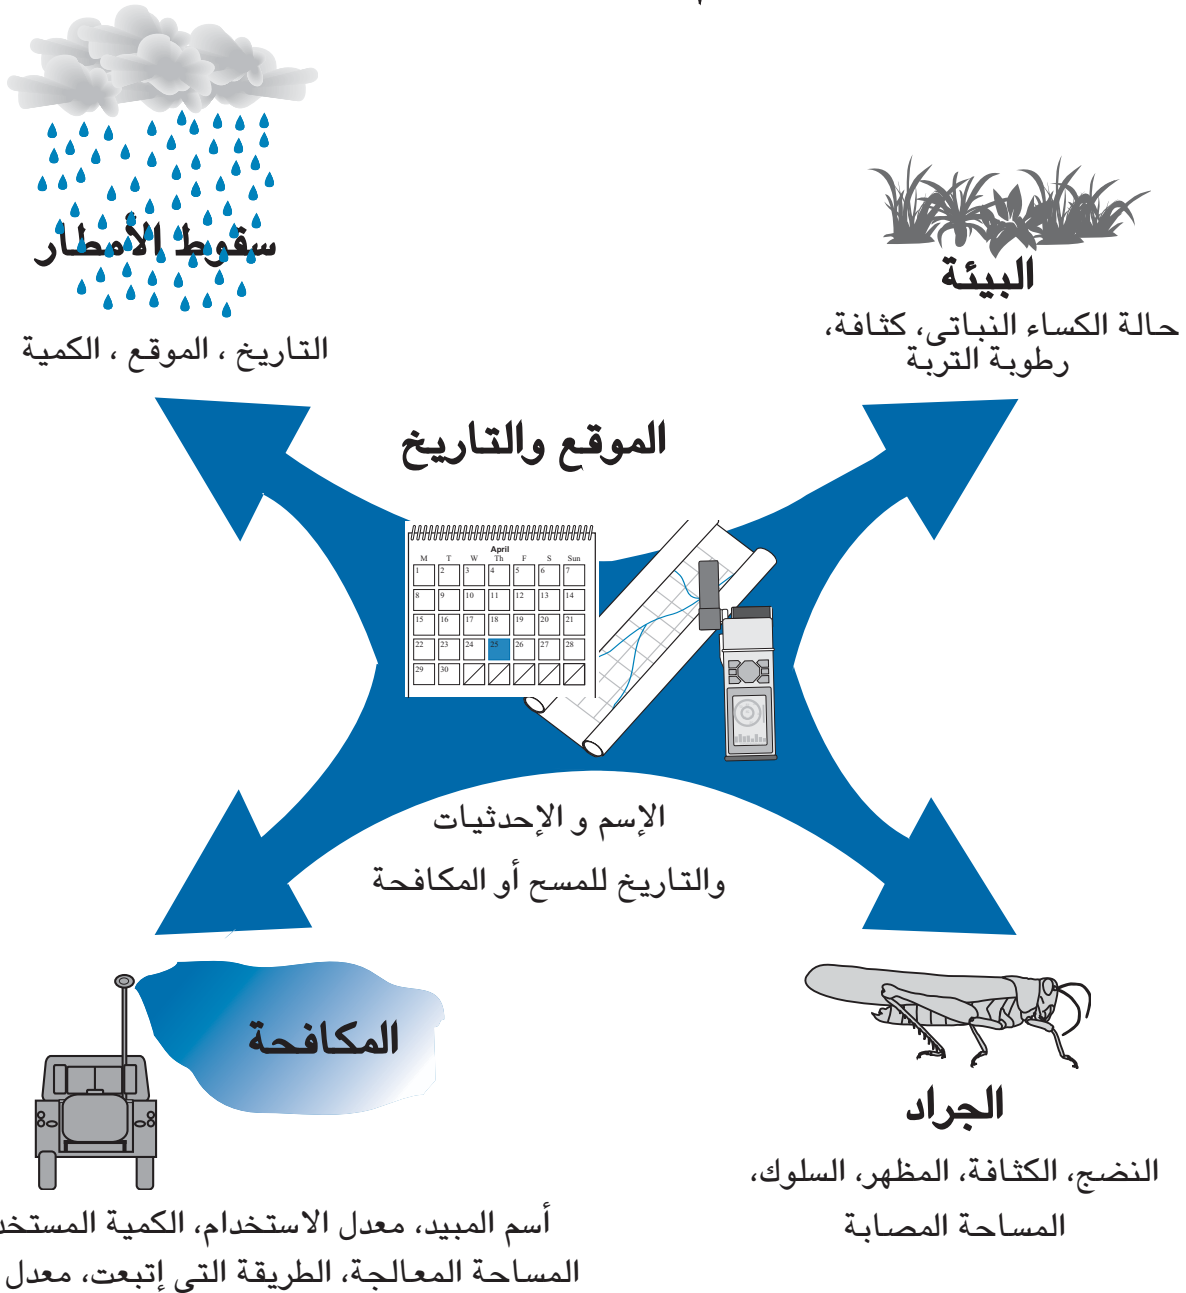 سقوط الأمطار
التاريخ ، الموقع ، الكمية
البيئة
حالة الكساء النباتى، كثافة،
رطوبة التربة
الموقع والتاريخ
April
M T W Th F S Sun
1 2 3 4 5 6 7
8 9 10 11 12 13 14
15 16 17 18 19 20 21
22 23 24 25 26 27 28
29 30
الإسم و الإحدثيات
والتاريخ للمسح أو المكافحة
المكافحة
أسم المبيد، معدل الاستخدام، الكمية
المساحة المعالجة، الطريقة التى إتبعت، معدل
الجراد
النضج، الكثافة، المظهر، السلوك،
المساحة المصابة